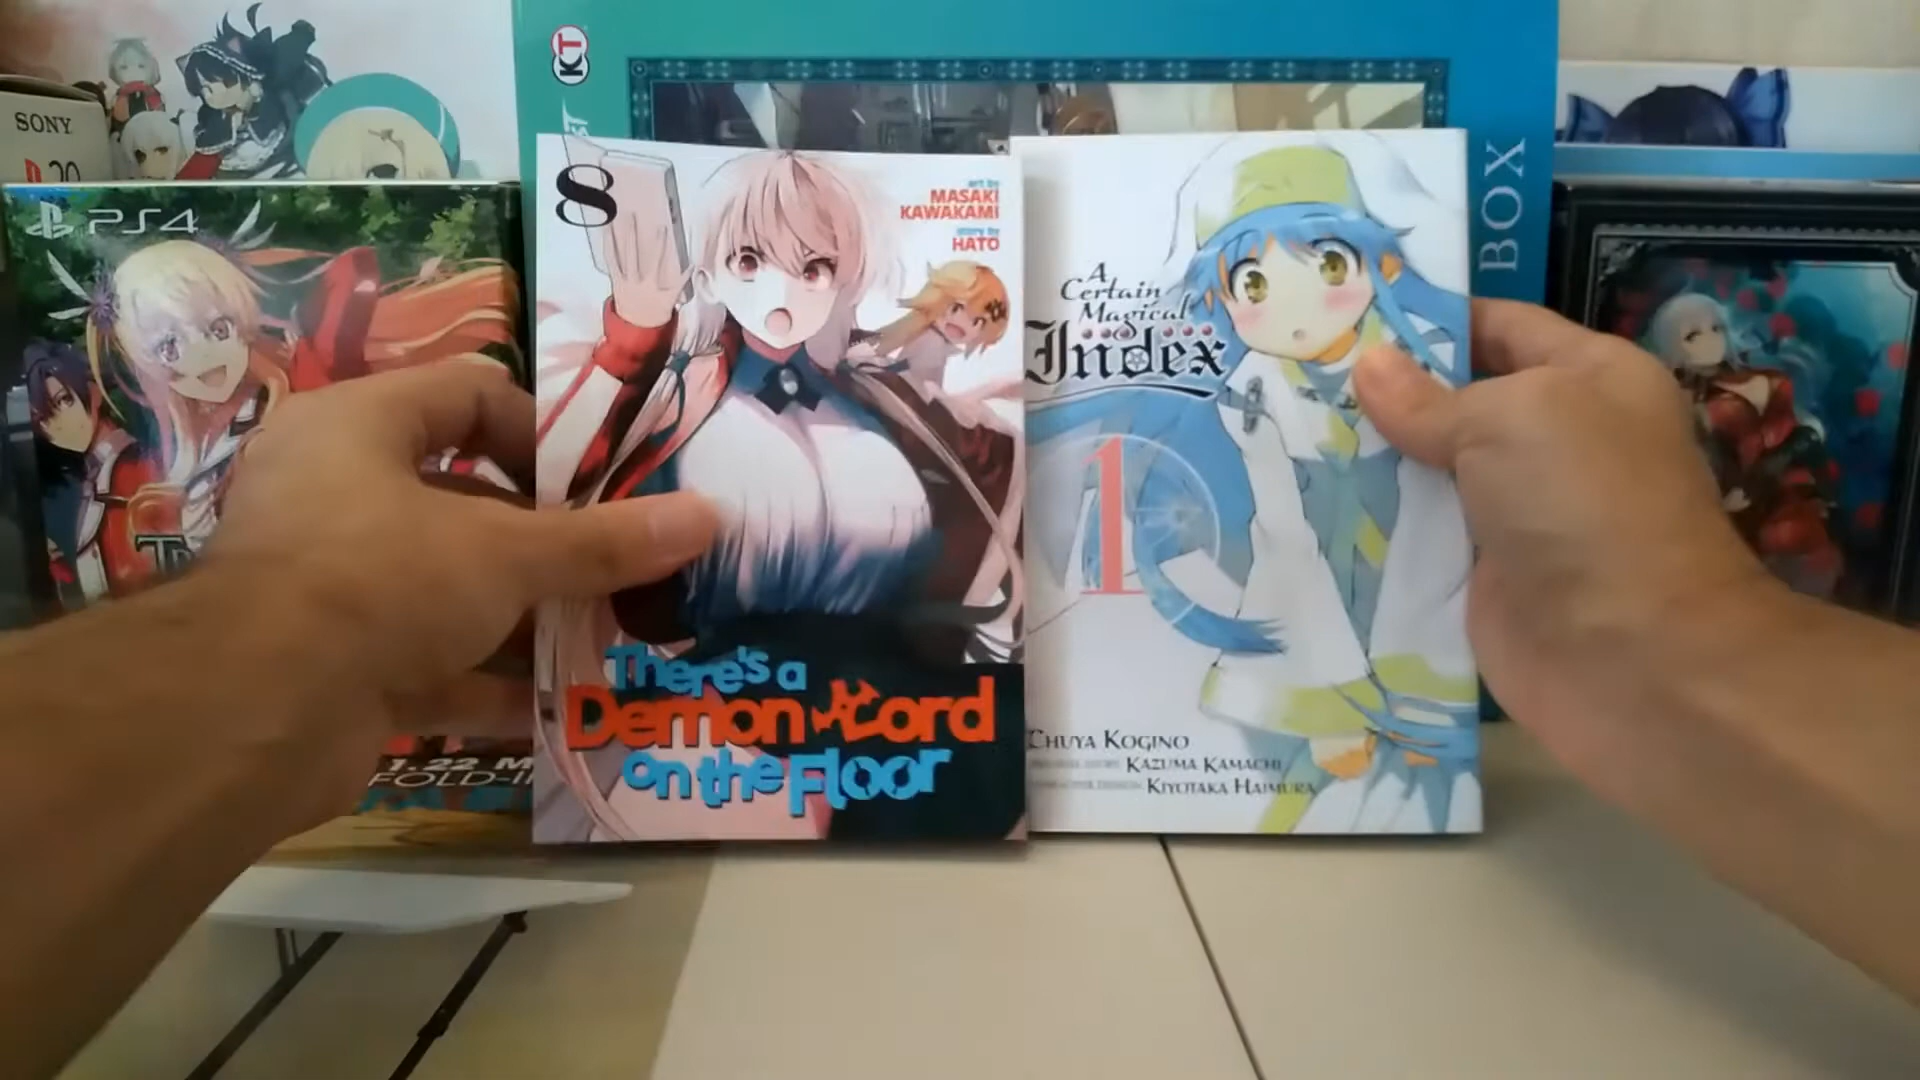 KT
SONY
PS4
BOX
8
art by
MASAKI
KAWAKAMI
story by
HATO
There's a
Demon Lord
on the Floor
A
Certain
Magical
Index
1
CHUYA KOGINO
KAZUMA KAMACHI
KIYOTAKA HAIMURA
1.22 M
FOLD-I